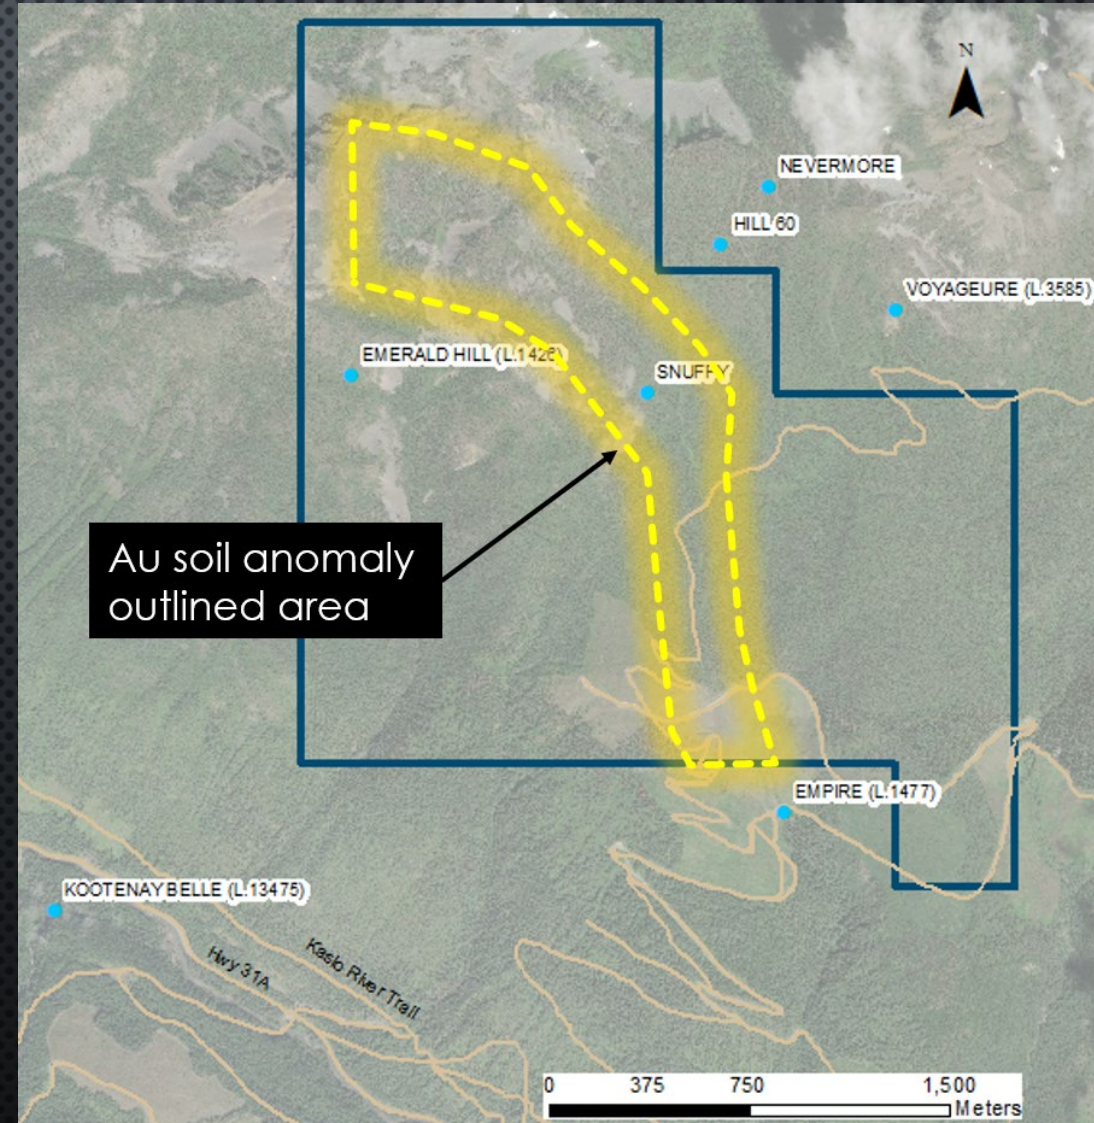 N
NEVERMORE
HILL 60
VOYAGEURE (L.3585)
EMERALD HILL (L.1426)
SNUFFY
Au soil anomaly
outlined area
EMPIRE (L.1477)
KOOTENAY BELLE (L.13475)
Hwy 31A
Kaslo River Trail
0 375 750 1,500
Meters